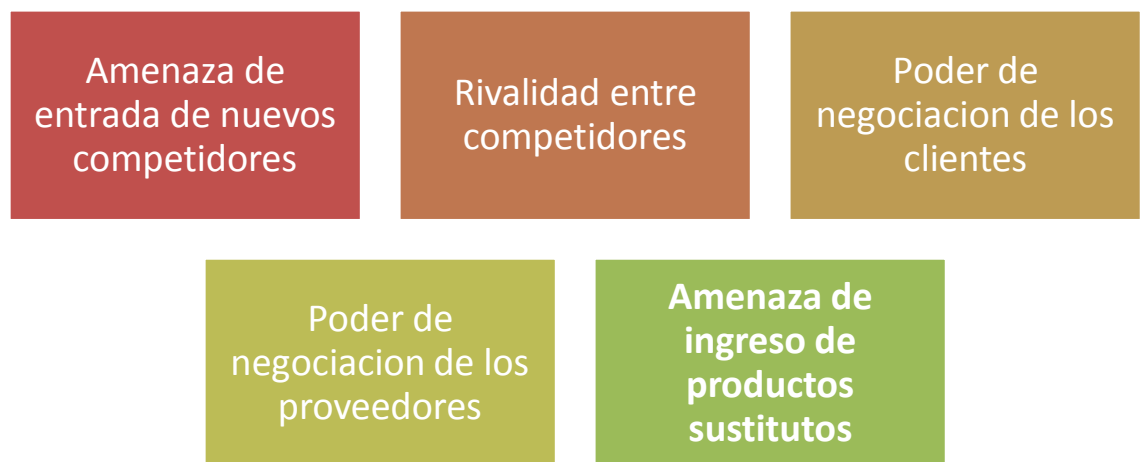 Amenaza de
entrada de nuevos
competidores
Rivalidad entre
competidores
Poder de
negociacion de los
clientes
Poder de
negociacion de los
proveedores
Amenaza de
ingreso de
productos
sustitutos